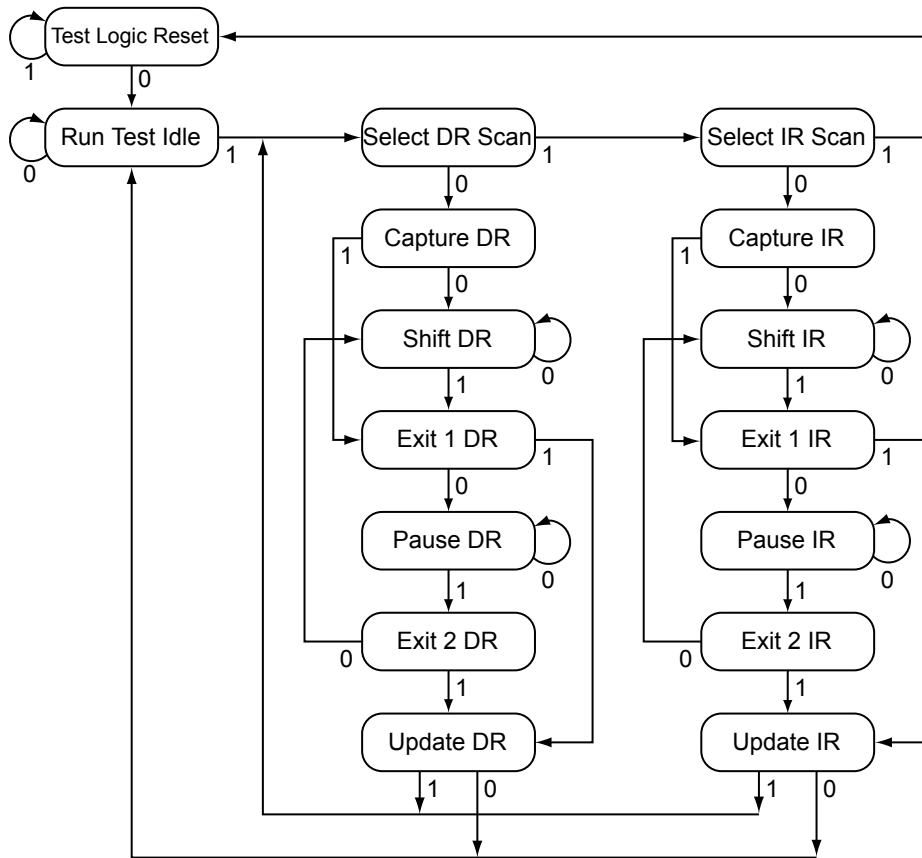 Test Logic Reset
1
0
Run Test Idle
0
1
Select DR Scan
1
Select IR Scan
1
0
0
Capture DR
Capture IR
1
0
1
0
Shift DR
Shift IR
0
0
1
1
Exit 1 DR
Exit 1 IR
1
1
0
0
Pause DR
Pause IR
0
0
1
1
Exit 2 DR
Exit 2 IR
0
0
1
1
Update DR
Update IR
1
0
1
0